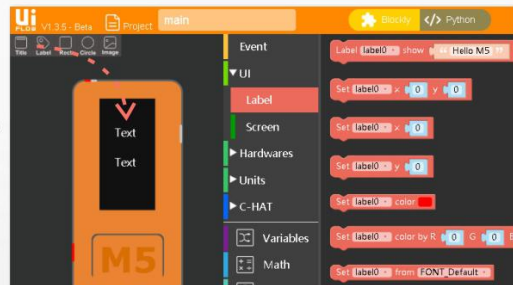 Ui
FLOW
V1.3.5 - Beta
Project
main
Blockly
</> Python
Title
Label
Rect
Circle
Image
Text
Text
M5
Event
UI
Label
Screen
Hardwares
Units
C-HAT
Variables
Math
Label label0 show “ Hello M5 ”
Set label0 x 0 y 0
Set label0 x 0
Set label0 y 0
Set label0 color
Set label0 color by R 0 G 0
Set label0 from FONT_Default